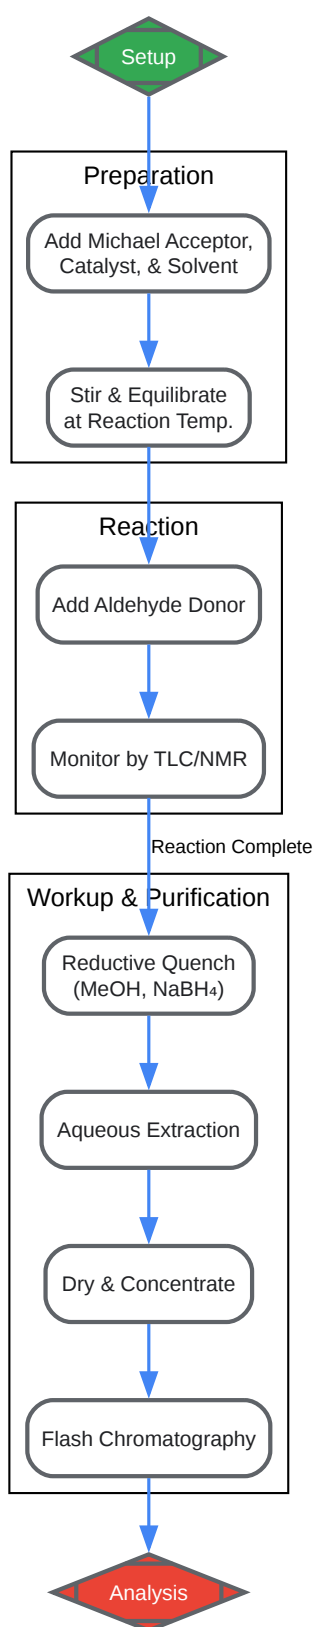 Setup
Preparation
Add Michael Acceptor,
Catalyst, & Solvent
Stir & Equilibrate
at Reaction Temp.
Reaction
Add Aldehyde Donor
Monitor by TLC/NMR
Reaction Complete
Workup & Purification
Reductive Quench
(MeOH, NaBH₄)
Aqueous Extraction
Dry & Concentrate
Flash Chromatography
Analysis